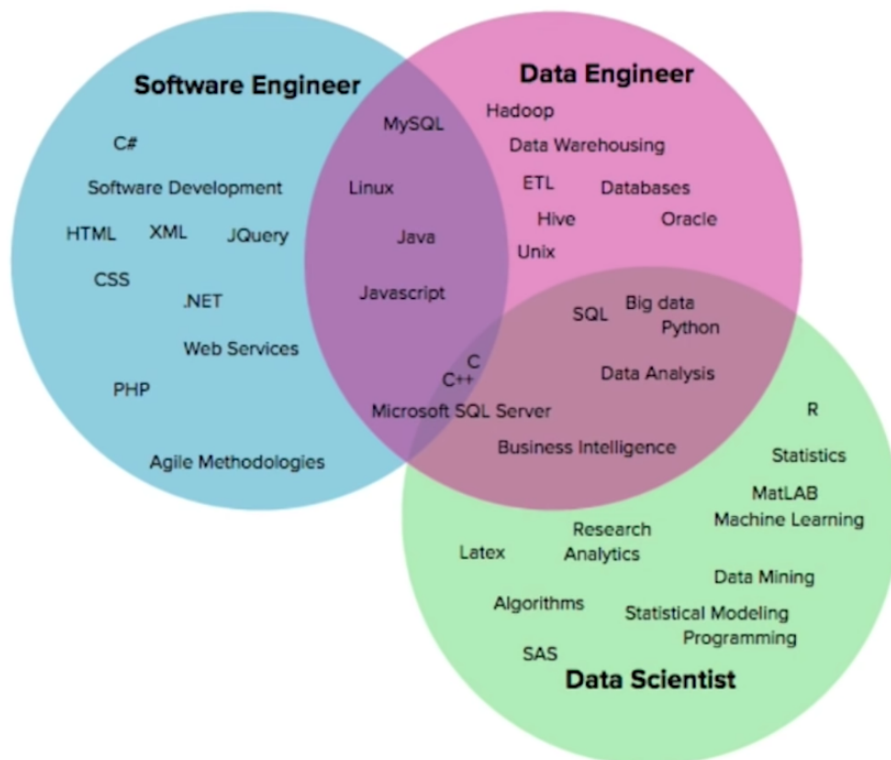 Software Engineer
C#
Software Development
HTML
XML
JQuery
CSS
.NET
Web Services
PHP
Agile Methodologies
MySQL
Linux
Java
Javascript
C
C++
Microsoft SQL Server
Data Engineer
Hadoop
Data Warehousing
ETL
Databases
Hive
Oracle
Unix
SQL
Big data
Python
Data Analysis
Business Intelligence
R
Statistics
MatLAB
Machine Learning
Research
Latex
Analytics
Data Mining
Algorithms
Statistical Modeling
Programming
SAS
Data Scientist